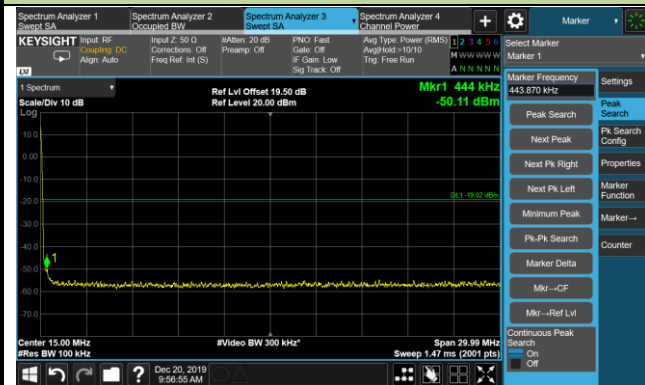 Spectrum Analyzer 1
Swept SA
Spectrum Analyzer 2
Occupied BW
Spectrum Analyzer 3
Swept SA
Spectrum Analyzer 4
Channel Power
+
Marker
KEYSIGHT
Input: RF
Coupling: DC
Align: Auto
Input Z: 50 Ω
Corrections: Off
Freq Ref: Int (S)
#Atten: 20 dB
Preamp: Off
PNO: Fast
Gate: Off
IF Gain: Low
Sig Track: Off
Avg Type: Power (RMS)
Avg|Hold:>10/10
Trig: Free Run
1 2 3 4 5 6
M W W W W W
A N N N N N
LXI
Select Marker
Marker 1
1 Spectrum
Scale/Div 10 dB
Log
Ref Lvl Offset 19.50 dB
Ref Level 20.00 dBm
Mkr1 444 kHz
-50.11 dBm
10.0
0.00
-10.0
-20.0
-30.0
-40.0
-50.0
-60.0
-70.0
DL1 -19.02 dBm
1
Center 15.00 MHz
#Res BW 100 kHz
#Video BW 300 kHz*
Span 29.99 MHz
Sweep 1.47 ms (2001 pts)
Marker Frequency
443.870 kHz
Peak Search
Next Peak
Next Pk Right
Next Pk Left
Minimum Peak
Pk-Pk Search
Marker Delta
Mkr→CF
Mkr→Ref Lvl
Continuous Peak
Search
On
Off
Settings
Peak
Search
Pk Search
Config
Properties
Marker
Function
Marker→
Counter
?
Dec 20, 2019
9:56:55 AM